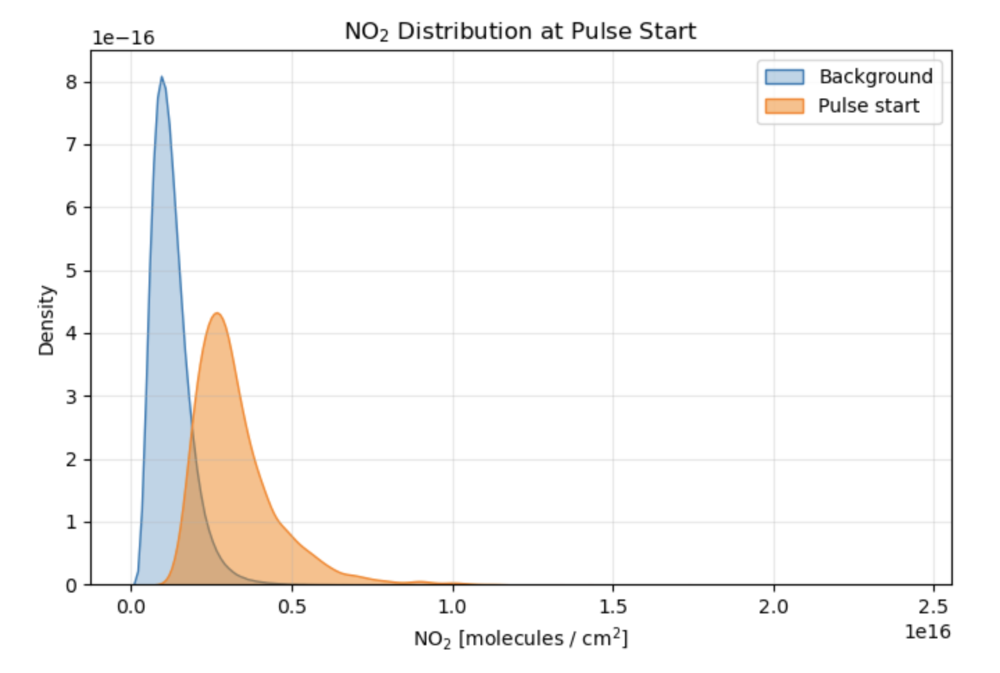 NO₂ Distribution at Pulse Start
1e−16
Background
Pulse start
8
7
6
5
4
3
2
1
0
Density
0.0 0.5 1.0 1.5 2.0 2.5
1e16
NO₂ [molecules / cm²]